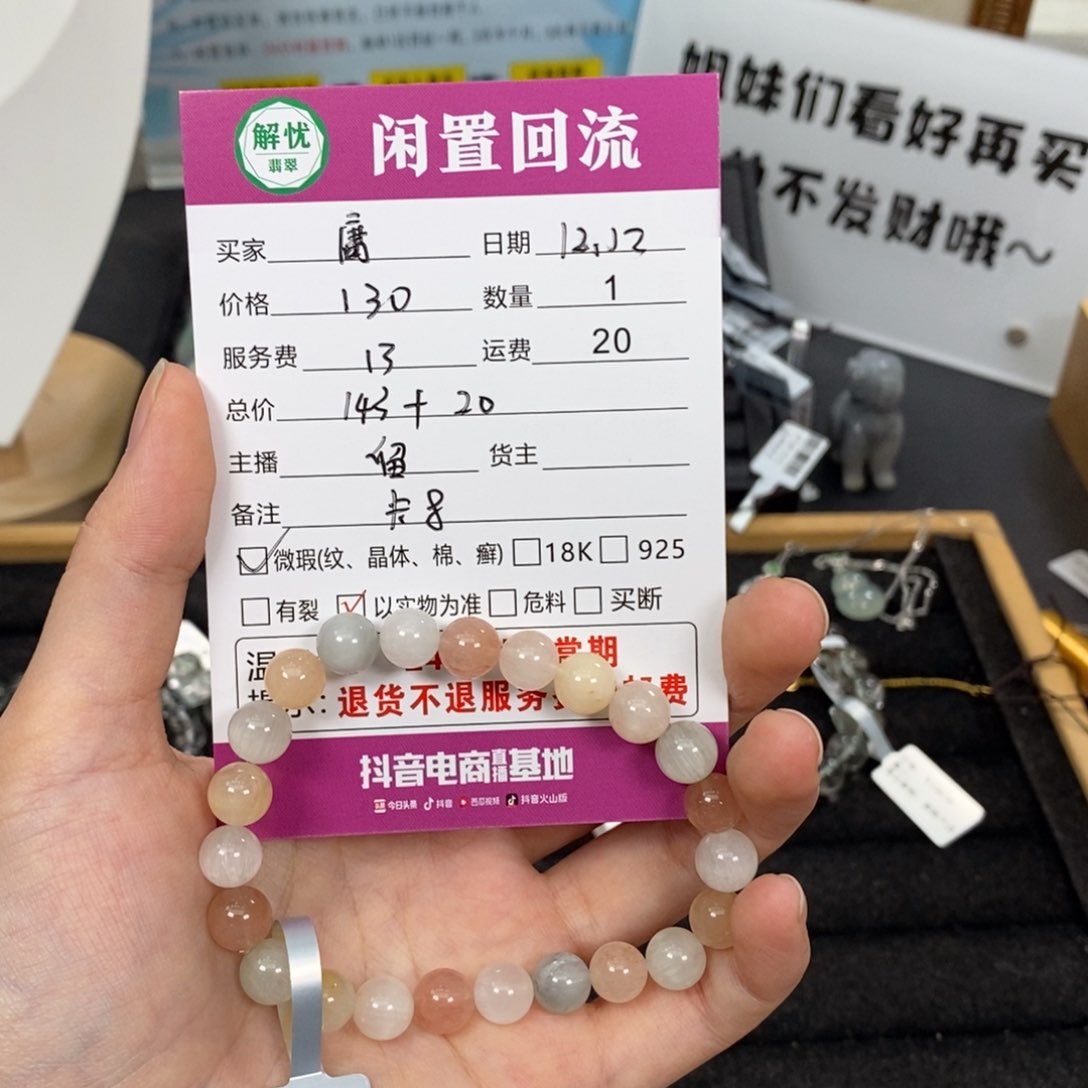 解忧
翡翠
闲置回流
买家 日期 12.12
价格 130 数量 1
服务费 13 运费 20
总价 143 + 20
主播 留 货主
备注 卡8
微瑕(纹、晶体、棉、癣) 18K 925
有裂 以实物为准 危料 买断
退货不退服务 费
抖音电商直播基地
今日头条 抖音 西瓜视频 抖音火山版
姐妹们看好再买
不发财哦~